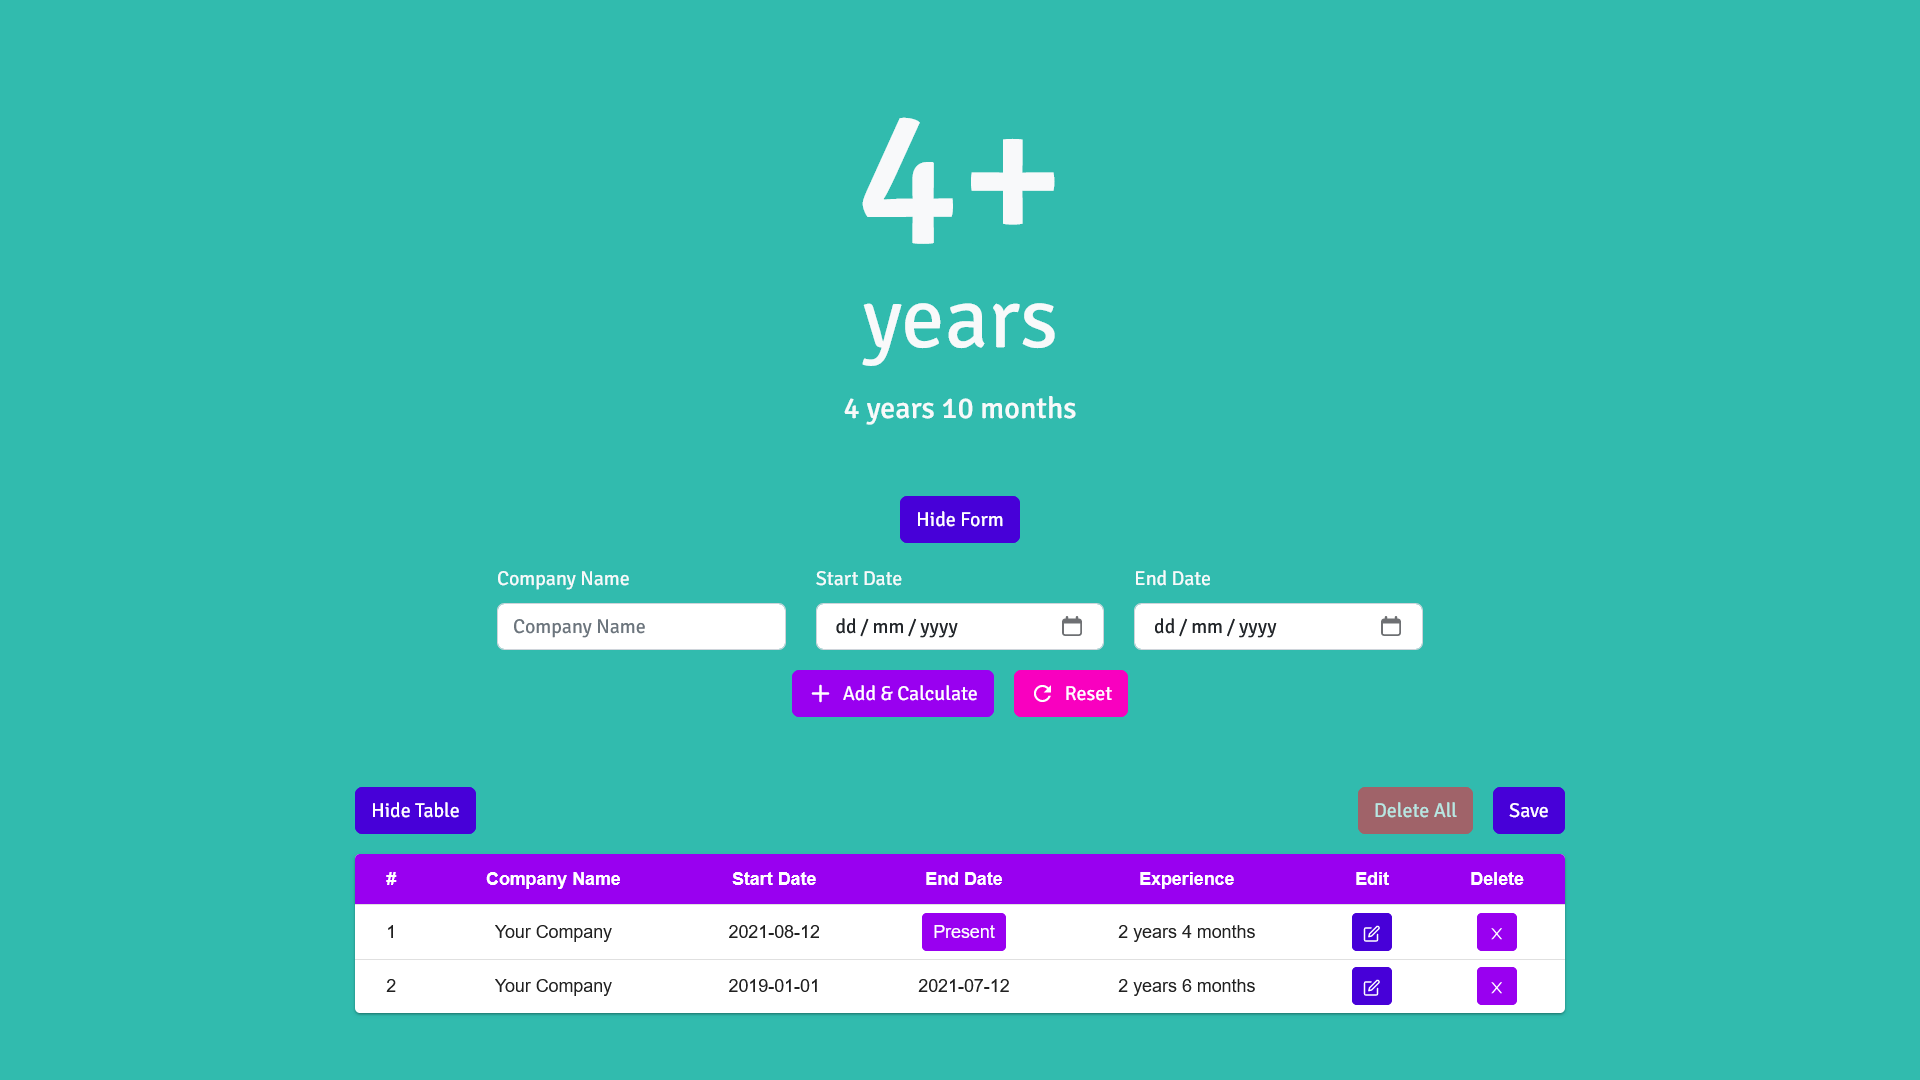 4+
years
4 years 10 months
Hide Form
Company Name Start Date End Date
Company Name dd / mm / yyyy dd / mm / yyyy
Add & Calculate Reset
Hide Table Delete All Save
# Company Name Start Date End Date Experience Edit Delete
1 Your Company 2021-08-12 Present 2 years 4 months X
2 Your Company 2019-01-01 2021-07-12 2 years 6 months X